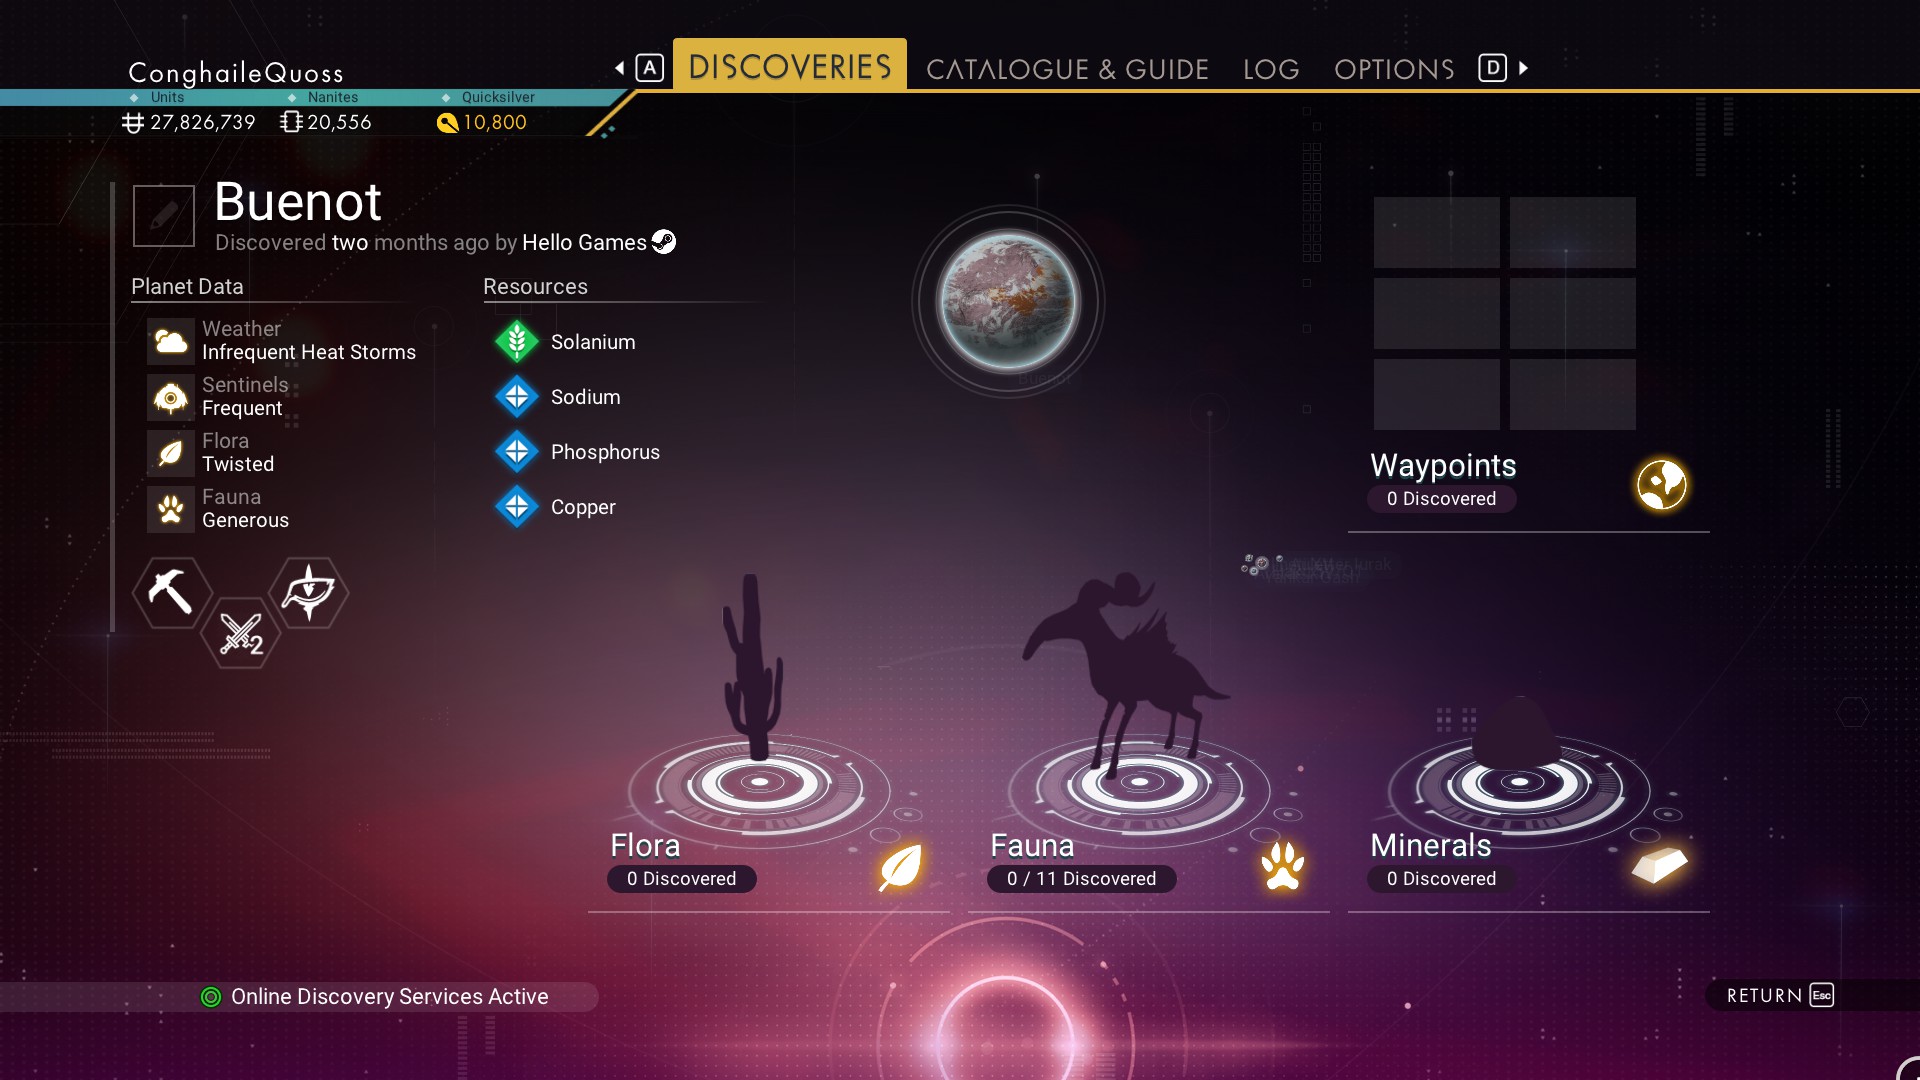 ConghaileQuoss
A DISCOVERIES CATALOGUE & GUIDE LOG OPTIONS D
Units Nanites Quicksilver
27,826,739 20,556 10,800
Buenot
Discovered two months ago by Hello Games
Planet Data
Weather
Infrequent Heat Storms
Sentinels
Frequent
Flora
Twisted
Fauna
Generous
2
Resources
Solanium
Sodium
Phosphorus
Copper
Buenot
Waypoints
0 Discovered
Flora
0 Discovered
Fauna
0 / 11 Discovered
Minerals
0 Discovered
Online Discovery Services Active
RETURN Esc